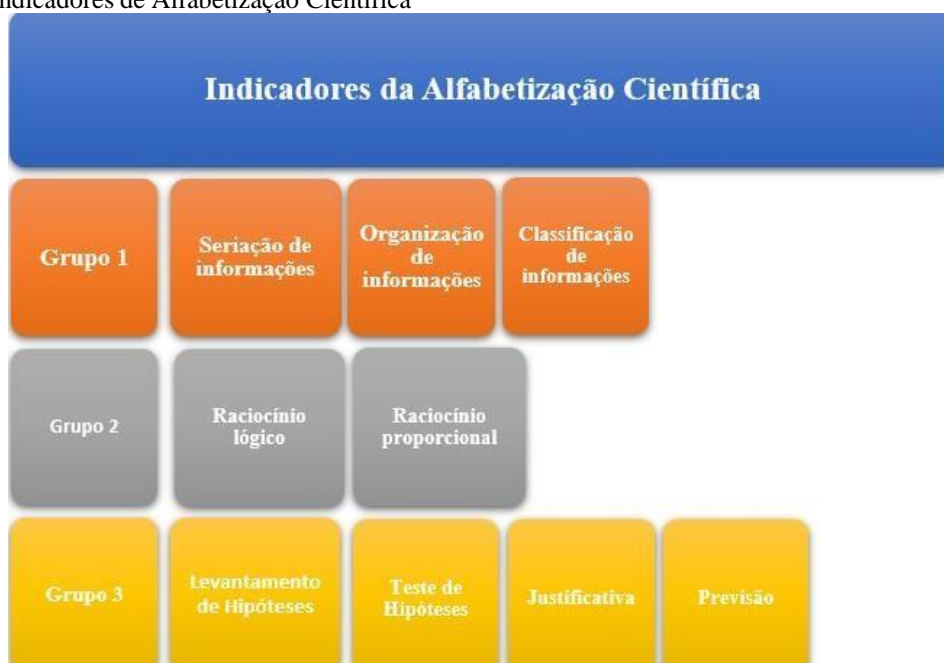 ndicadores de Alfabetização Científica
Indicadores da Alfabetização Científica
Grupo 1
Seriação de
informações
Organização
de
informações
Classificação
de
informações
Grupo 2
Raciocínio
lógico
Raciocínio
proporcional
Grupo 3
Levantamento
de Hipóteses
Teste de
Hipóteses
Justificativa
Previsão